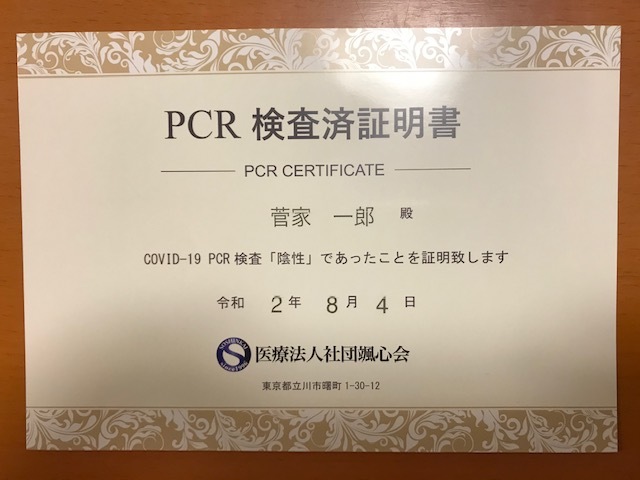 PCR 検査済証明書
PCR CERTIFICATE
菅家　一郎　殿
COVID-19 PCR 検査「陰性」であったことを証明致します
令和　2 年　8 月　4 日
医療法人社団颯心会
東京都立川市曙町 1-30-12